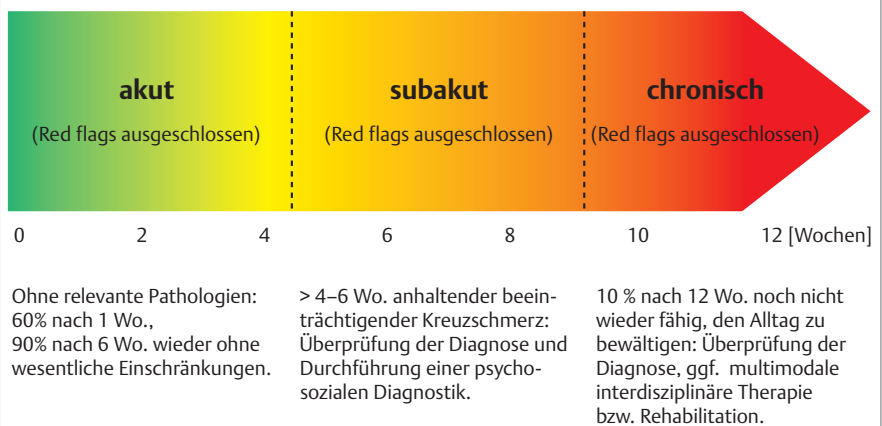 akut
subakut
chronisch
(Red flags ausgeschlossen)
(Red flags ausgeschlossen)
(Red flags ausgeschlossen)
0 2 4 6 8 10 12 [Wochen]
Ohne relevante Pathologien:
60% nach 1 Wo.,
90% nach 6 Wo. wieder ohne
wesentliche Einschränkungen.
> 4–6 Wo. anhaltender beein-
trächtigender Kreuzschmerz:
Überprüfung der Diagnose und
Durchführung einer psycho-
sozialen Diagnostik.
10 % nach 12 Wo. noch nicht
wieder fähig, den Alltag zu
bewältigen: Überprüfung der
Diagnose, ggf. multimodale
interdisziplinäre Therapie
bzw. Rehabilitation.